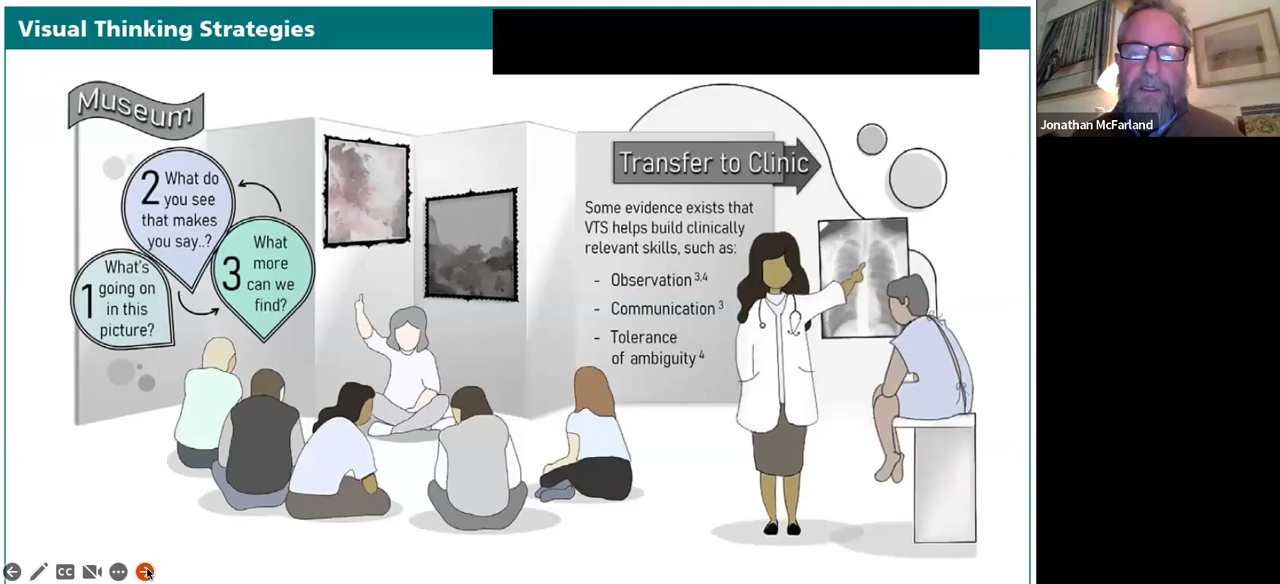 Visual Thinking Strategies
Museum
1 What's
going on
in this
picture?
2 What do
you see
that makes
you say..?
3 What
more
can we
find?
Transfer to Clinic
Some evidence exists that
VTS helps build clinically
relevant skills, such as:
- Observation 3,4
- Communication 3
- Tolerance
of ambiguity 4
Jonathan McFarland
CC